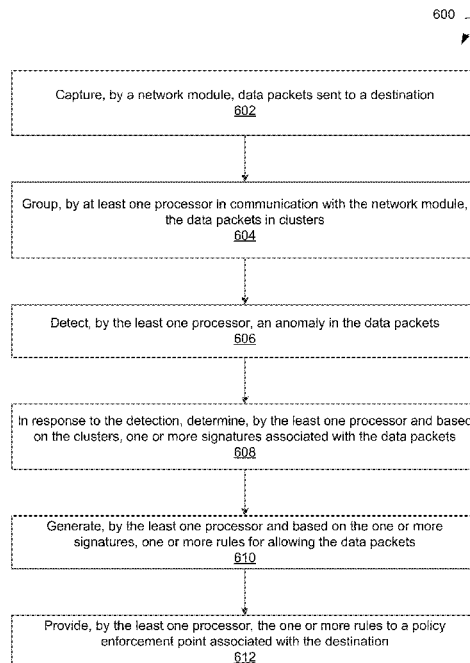 600
Capture, by a network module, data packets sent to a destination
602
Group, by at least one processor in communication with the network module,
the data packets in clusters
604
Detect, by the least one processor, an anomaly in the data packets
606
In response to the detection, determine, by the least one processor and based
on the clusters, one or more signatures associated with the data packets
608
Generate, by the least one processor and based on the one or more
signatures, one or more rules for allowing the data packets
610
Provide, by the least one processor, the one or more rules to a policy
enforcement point associated with the destination
612